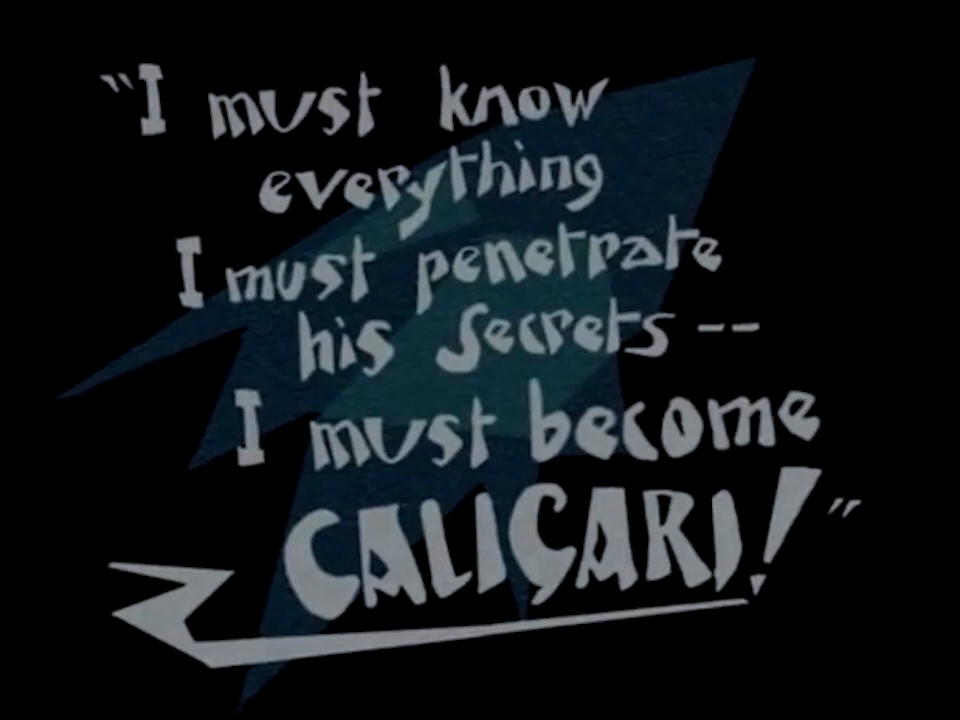 "I must know
everything
I must penetrate
his secrets --
I must become
CALIGARI!"